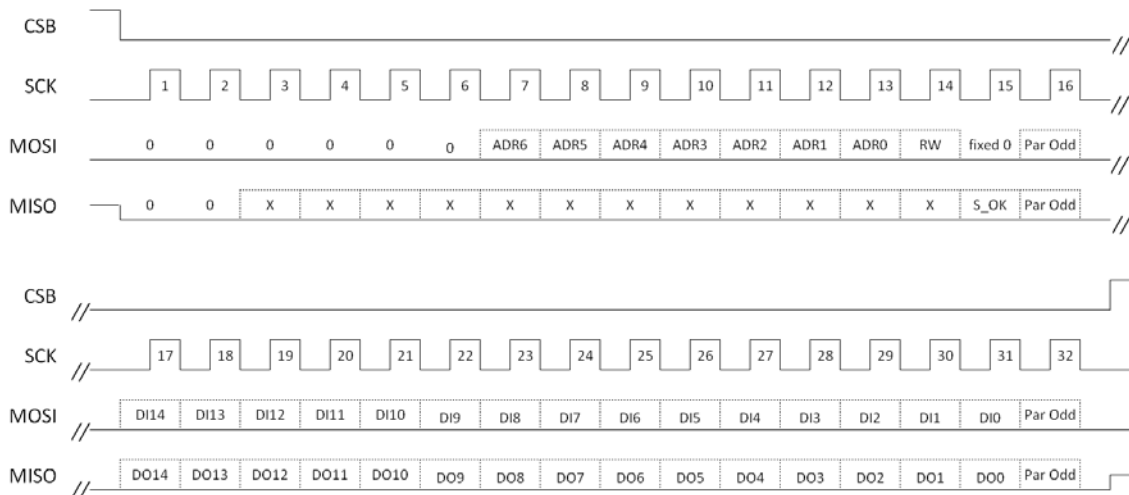 CSB
SCK 1 2 3 4 5 6 7 8 9 10 11 12 13 14 15 16
MOSI 0 0 0 0 0 0 ADR6 ADR5 ADR4 ADR3 ADR2 ADR1 ADR0 RW fixed 0 Par Odd
MISO 0 0 X X X X X X X X X X X X S_OK Par Odd
CSB
SCK 17 18 19 20 21 22 23 24 25 26 27 28 29 30 31 32
MOSI DI14 DI13 DI12 DI11 DI10 DI9 DI8 DI7 DI6 DI5 DI4 DI3 DI2 DI1 DI0 Par Odd
MISO DO14 DO13 DO12 DO11 DO10 DO9 DO8 DO7 DO6 DO5 DO4 DO3 DO2 DO1 DO0 Par Odd